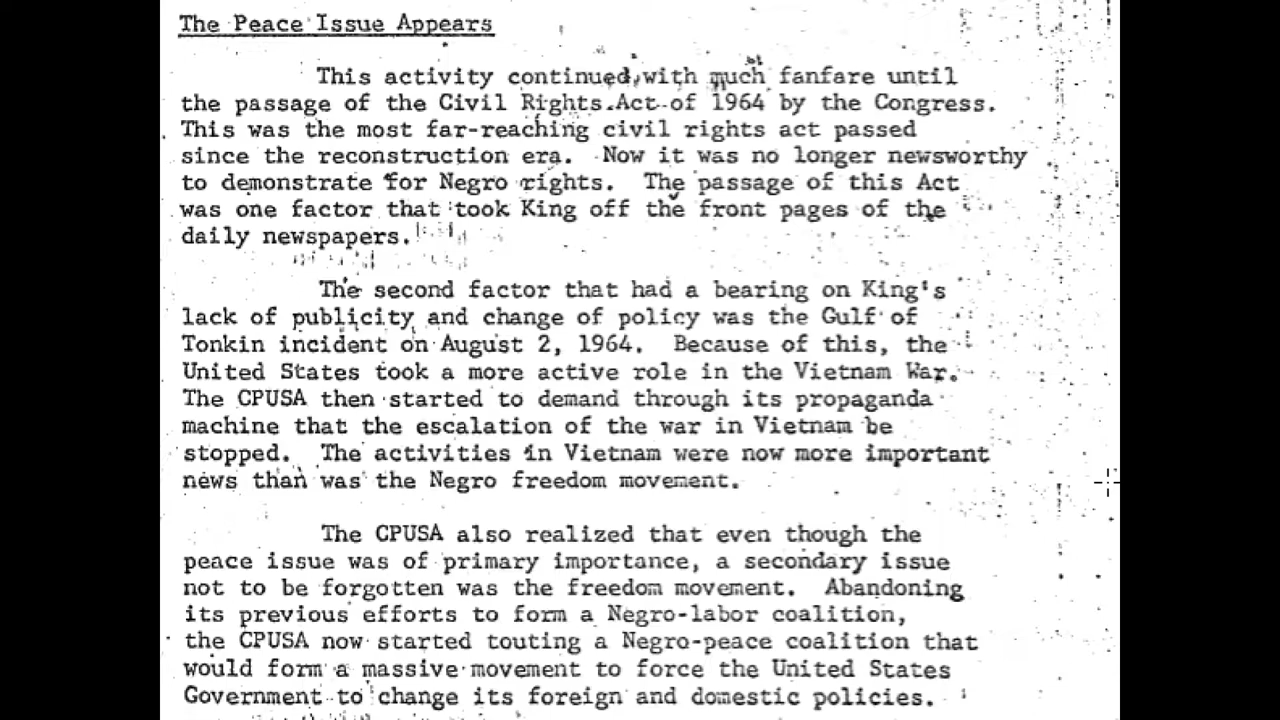 The Peace Issue Appears
This activity continued with much fanfare until
the passage of the Civil Rights Act of 1964 by the Congress.
This was the most far-reaching civil rights act passed
since the reconstruction era. Now it was no longer newsworthy
to demonstrate for Negro rights. The passage of this Act
was one factor that took King off the front pages of the
daily newspapers.
The second factor that had a bearing on King's
lack of publicity and change of policy was the Gulf of
Tonkin incident on August 2, 1964. Because of this, the
United States took a more active role in the Vietnam War.
The CPUSA then started to demand through its propaganda
machine that the escalation of the war in Vietnam be
stopped. The activities in Vietnam were now more important
news than was the Negro freedom movement.
The CPUSA also realized that even though the
peace issue was of primary importance, a secondary issue
not to be forgotten was the freedom movement. Abandoning
its previous efforts to form a Negro-labor coalition,
the CPUSA now started touting a Negro-peace coalition that
would form a massive movement to force the United States
Government to change its foreign and domestic policies.